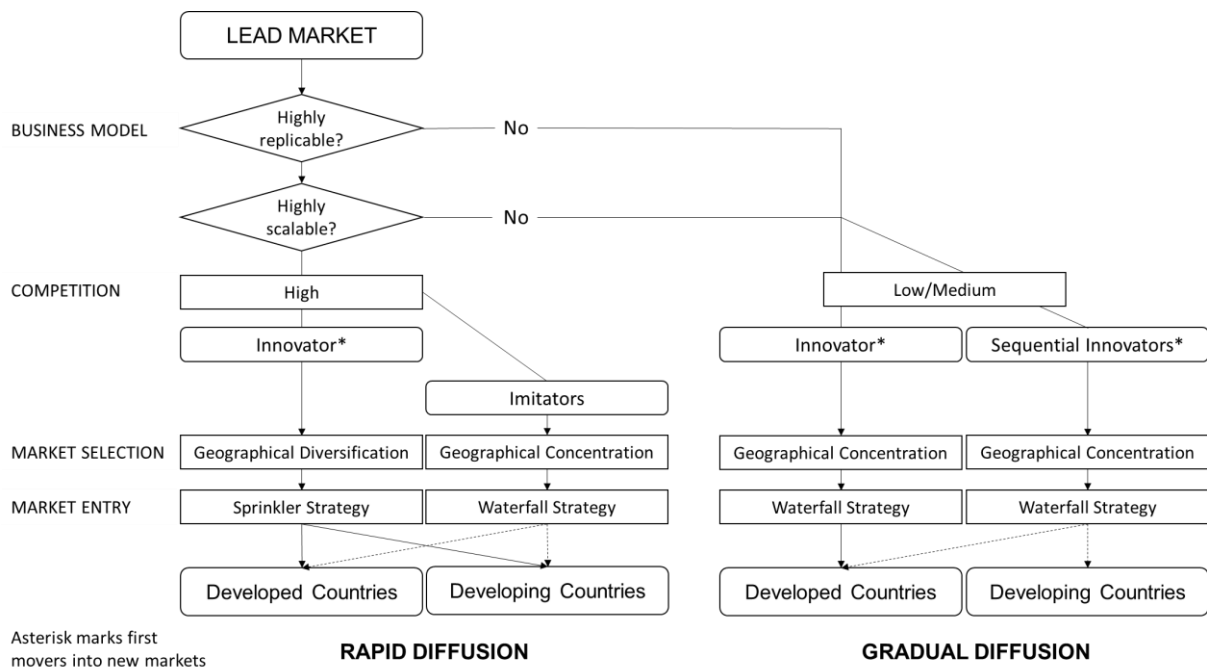 LEAD MARKET
BUSINESS MODEL
Highly
replicable?
No
Highly
scalable?
No
COMPETITION
High
Low/Medium
Innovator*
Innovator*
Sequential Innovators*
Imitators
MARKET SELECTION
Geographical Diversification
Geographical Concentration
Geographical Concentration
Geographical Concentration
MARKET ENTRY
Sprinkler Strategy
Waterfall Strategy
Waterfall Strategy
Waterfall Strategy
Developed Countries
Developing Countries
Developed Countries
Developing Countries
Asterisk marks first
movers into new markets
RAPID DIFFUSION
GRADUAL DIFFUSION